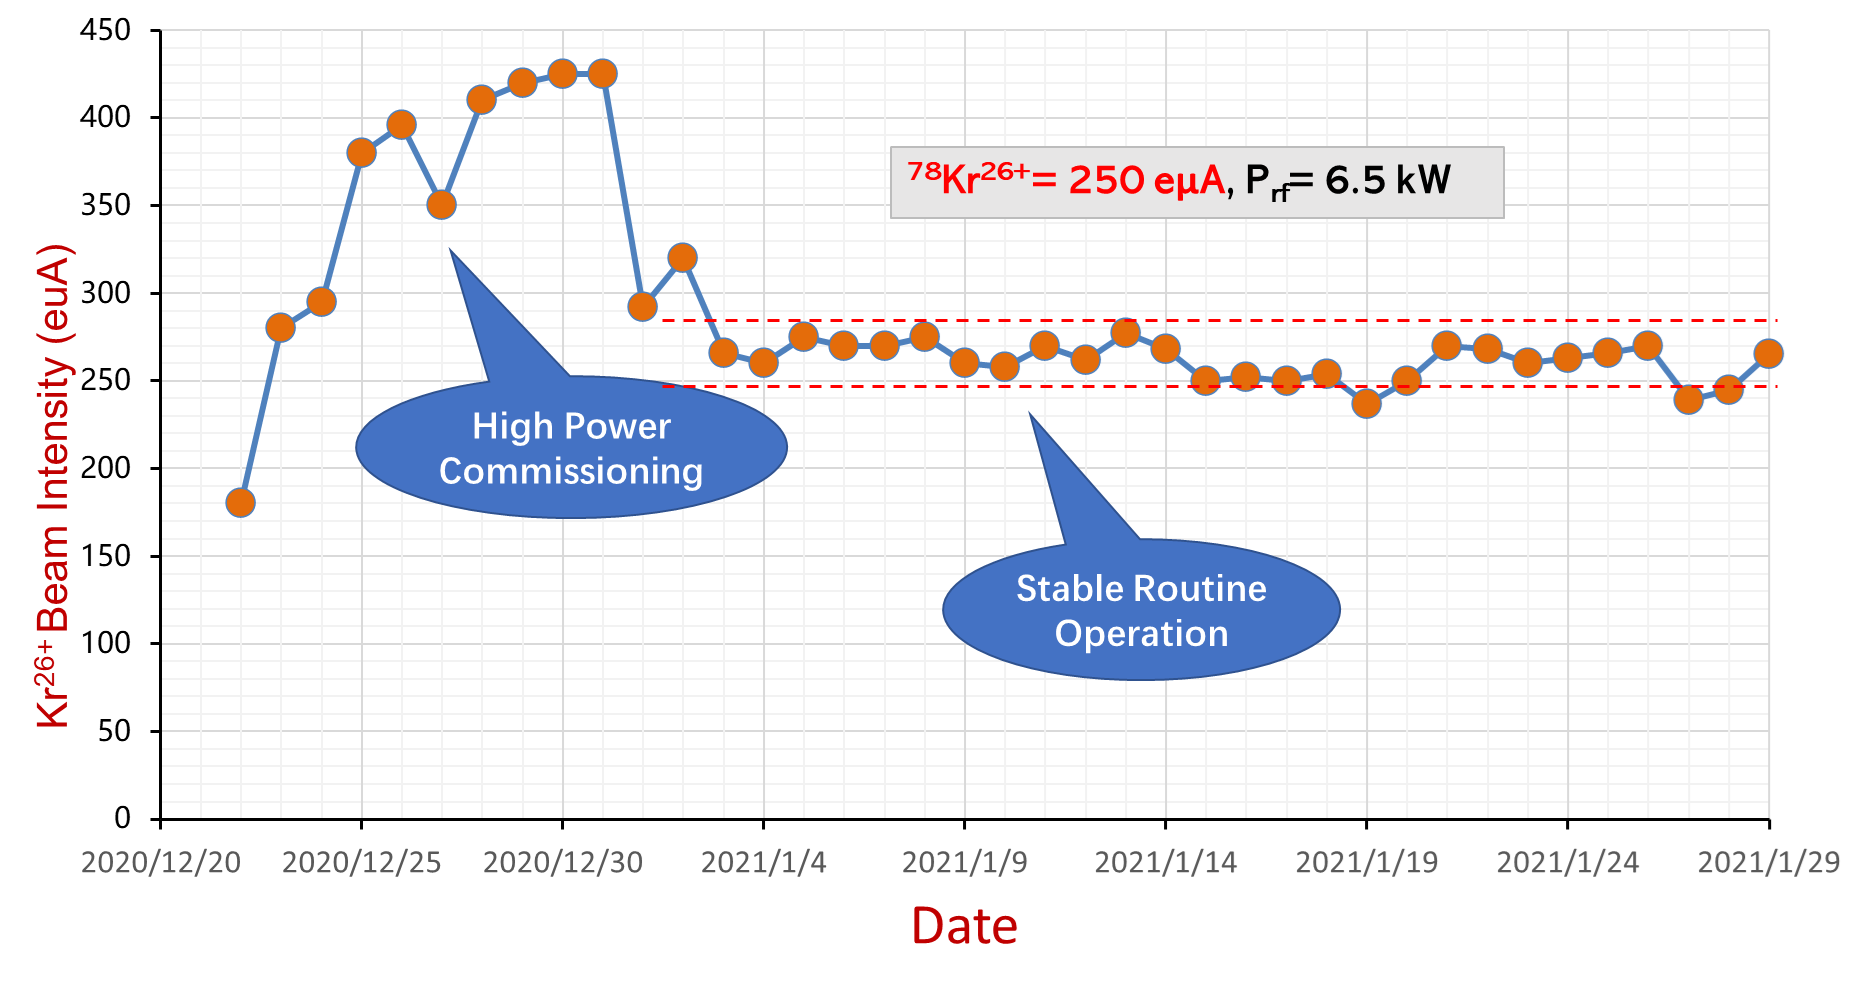 450
400
350
300
250
200
150
100
50
0
Kr²⁶⁺ Beam Intensity (euA)
⁷⁸Kr²⁶⁺= 250 eμA, Prf= 6.5 kW
High Power
Commissioning
Stable Routine
Operation
2020/12/20 2020/12/25 2020/12/30 2021/1/4 2021/1/9 2021/1/14 2021/1/19 2021/1/24 2021/1/29
Date